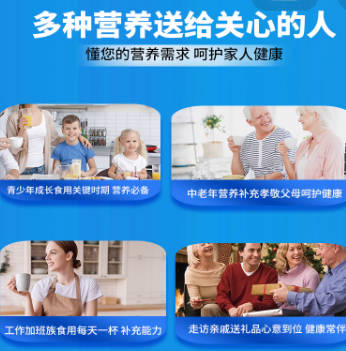 多种营养送给关心的人
懂您的营养需求 呵护家人健康
青少年成长食用关键时期 营养必备
中老年营养补充孝敬父母呵护健康
工作加班族食用每天一杯 补充能力
走访亲戚送礼品心意到位 健康常伴